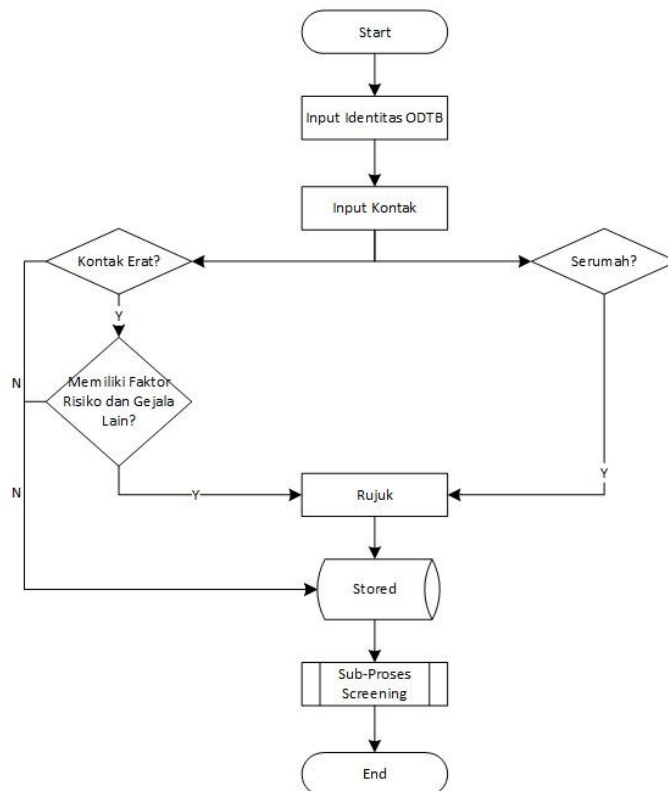 Start
Input Identitas ODTB
Input Kontak
Kontak Erat?
Serumah?
Y
N
Memiliki Faktor
Risiko dan Gejala
Lain?
Y
N
Y
Rujuk
Stored
Sub-Proses
Screening
End